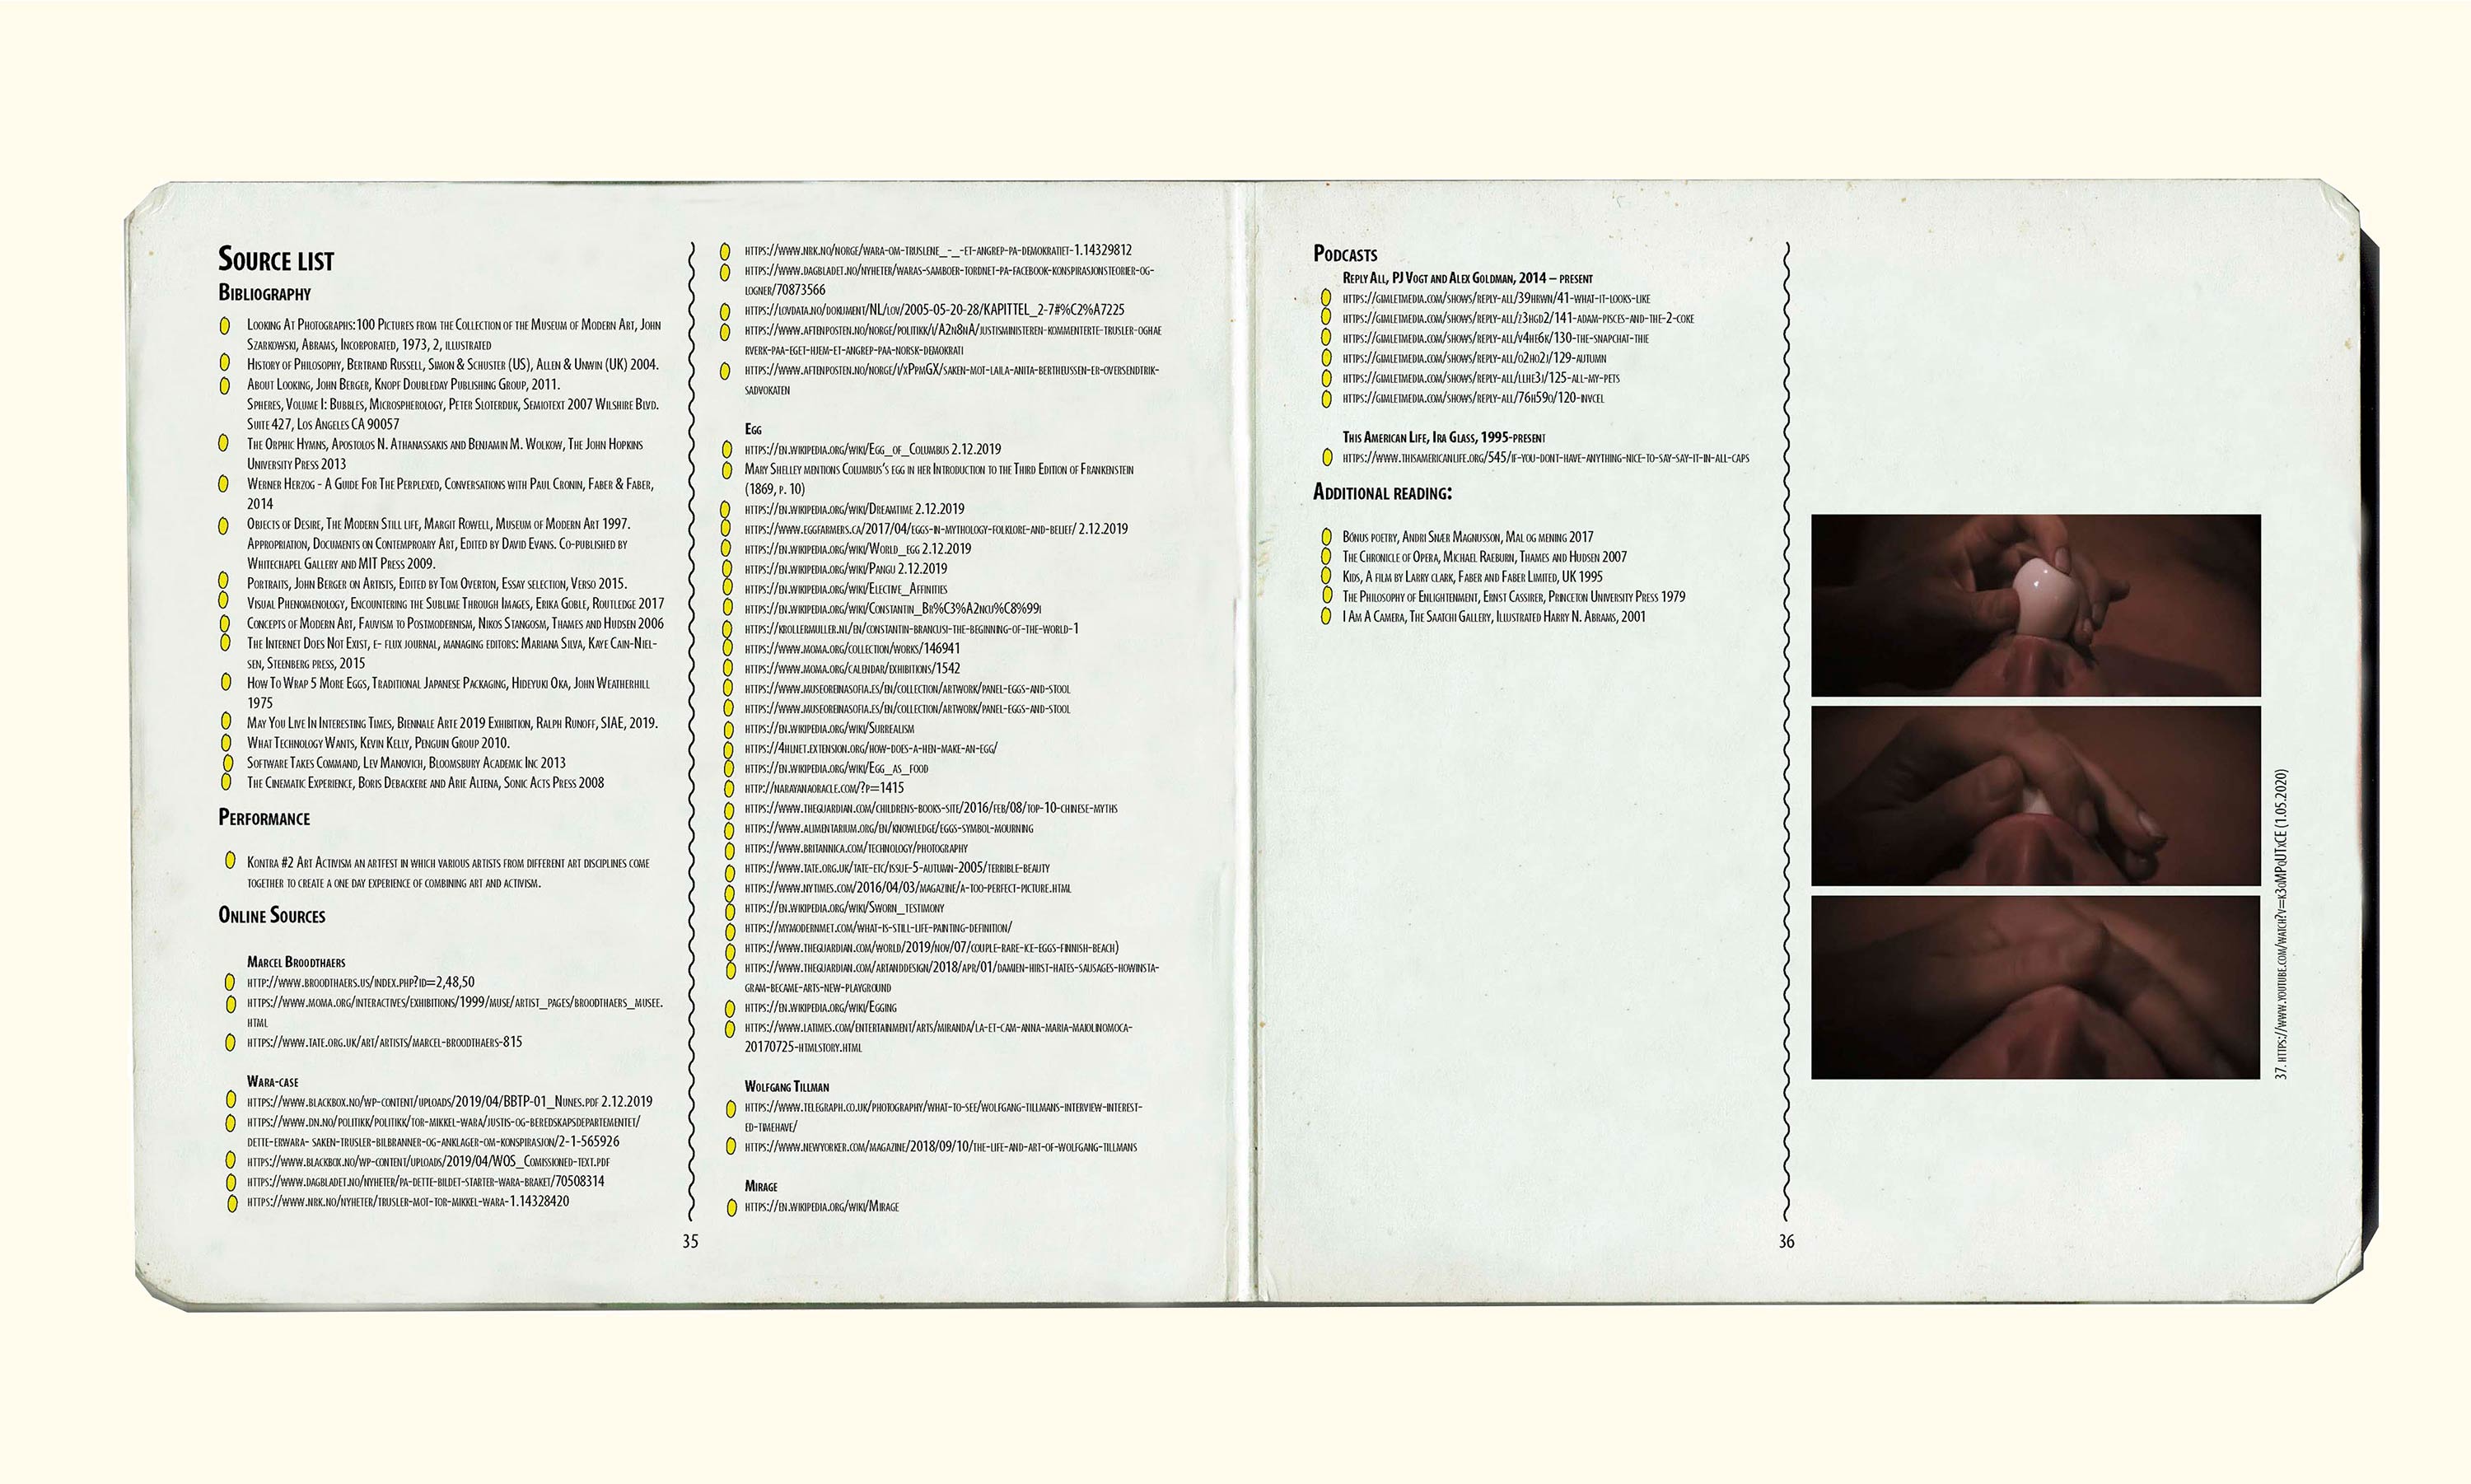 Source list
Bibliography
Looking At Photographs:100 Pictures from the Collection of the Museum of Modern Art, John
Szarkowski, Abrams, Incorporated, 1973, 2, illustrated
History of Philosophy, Bertrand Russell, Simon & Schuster (US), Allen & Unwin (UK) 2004.
About Looking, John Berger, Knopf Doubleday Publishing Group, 2011.
Spheres, Volume I: Bubbles, Microspherology, Peter Sloterdijk, Semiotext 2007 Wilshire Blvd.
Suite 427, Los Angeles CA 90057
The Orphic Hymns, Apostolos N. Athanassakis and Benjamin M. Wolkow, The John Hopkins
University Press 2013
Werner Herzog - A Guide For The Perplexed, Conversations with Paul Cronin, Faber & Faber,
2014
Objects of Desire, The Modern Still life, Margit Rowell, Museum of Modern Art 1997.
Appropriation, Documents on Contemproary Art, Edited by David Evans. Co-published by
Whitechapel Gallery and MIT Press 2009.
Portraits, John Berger on Artists, Edited by Tom Overton, Essay selection, Verso 2015.
Visual Phenomenology, Encountering the Sublime Through Images, Erika Goble, Routledge 2017
Concepts of Modern Art, Fauvism to Postmodernism, Nikos Stangosm, Thames and Hudsen 2006
The Internet Does Not Exist, e- flux journal, managing editors: Mariana Silva, Kaye Cain-Niel-
sen, Steenberg press, 2015
How To Wrap 5 More Eggs, Traditional Japanese Packaging, Hideyuki Oka, John Weatherhill
1975
May You Live In Interesting Times, Biennale Arte 2019 Exhibition, Ralph Runoff, SIAE, 2019.
What Technology Wants, Kevin Kelly, Penguin Group 2010.
Software Takes Command, Lev Manovich, Bloomsbury Academic Inc 2013
The Cinematic Experience, Boris Debackere and Arie Altena, Sonic Acts Press 2008
Performance
Kontra #2 Art Activism an artfest in which various artists from different art disciplines come
together to create a one day experience of combining art and activism.
Online Sources
Marcel Broodthaers
http://www.broodthaers.us/index.php?id=2,48,50
https://www.moma.org/interactives/exhibitions/1999/muse/artist_pages/broodthaers_musee.
html
https://www.tate.org.uk/art/artists/marcel-broodthaers-815
Wara-case
https://www.blackbox.no/wp-content/uploads/2019/04/BBTP-01_Nunes.pdf 2.12.2019
https://www.dn.no/politikk/politikk/tor-mikkel-wara/justis-og-beredskapsdepartementet/
dette-erwara- saken-trusler-bilbranner-og-anklager-om-konspirasjon/2-1-565926
https://www.blackbox.no/wp-content/uploads/2019/04/WOS_Comissioned-text.pdf
https://www.dagbladet.no/nyheter/pa-dette-bildet-starter-wara-braket/70508314
https://www.nrk.no/nyheter/trusler-mot-tor-mikkel-wara-1.14328420
https://www.nrk.no/norge/wara-om-truslene_-_-et-angrep-pa-demokratiet-1.14329812
https://www.dagbladet.no/nyheter/waras-samboer-tordnet-pa-facebook-konspirasjonsteorier-og-
logner/70873566
https://lovdata.no/dokument/NL/lov/2005-05-20-28/KAPITTEL_2-7#%C2%A7225
https://www.aftenposten.no/norge/politikk/i/A2n8nA/justisministeren-kommenterte-trusler-oghae
rverk-paa-eget-hjem-et-angrep-paa-norsk-demokrati
https://www.aftenposten.no/norge/i/xPpmGX/saken-mot-laila-anita-bertheussen-er-oversendtrik-
sadvokaten
Egg
https://en.wikipedia.org/wiki/Egg_of_Columbus 2.12.2019
Mary Shelley mentions Columbus's egg in her Introduction to the Third Edition of Frankenstein
(1869, p. 10)
https://en.wikipedia.org/wiki/Dreamtime 2.12.2019
https://www.eggfarmers.ca/2017/04/eggs-in-mythology-folklore-and-belief/ 2.12.2019
https://en.wikipedia.org/wiki/World_egg 2.12.2019
https://en.wikipedia.org/wiki/Pangu 2.12.2019
https://en.wikipedia.org/wiki/Elective_Affinities
https://en.wikipedia.org/wiki/Constantin_Br%C3%A2ncu%C8%99i
https://krollermuller.nl/en/constantin-brancusi-the-beginning-of-the-world-1
https://www.moma.org/collection/works/146941
https://www.moma.org/calendar/exhibitions/1542
https://www.museoreinasofia.es/en/collection/artwork/panel-eggs-and-stool
https://www.museoreinasofia.es/en/collection/artwork/panel-eggs-and-stool
https://en.wikipedia.org/wiki/Surrealism
https://4hlnet.extension.org/how-does-a-hen-make-an-egg/
https://en.wikipedia.org/wiki/Egg_as_food
http://narayanaoracle.com/?p=1415
https://www.theguardian.com/childrens-books-site/2016/feb/08/top-10-chinese-myths
https://www.alimentarium.org/en/knowledge/eggs-symbol-mourning
https://www.britannica.com/technology/photography
https://www.tate.org.uk/tate-etc/issue-5-autumn-2005/terrible-beauty
https://www.nytimes.com/2016/04/03/magazine/a-too-perfect-picture.html
https://en.wikipedia.org/wiki/Sworn_testimony
https://mymodernmet.com/what-is-still-life-painting-definition/
https://www.theguardian.com/world/2019/nov/07/couple-rare-ice-eggs-finnish-beach)
https://www.theguardian.com/artanddesign/2018/apr/01/damien-hirst-hates-sausages-howinsta-
gram-became-arts-new-playground
https://en.wikipedia.org/wiki/Egging
https://www.latimes.com/entertainment/arts/miranda/la-et-cam-anna-maria-maiolinomoca-
20170725-htmlstory.html
Wolfgang Tillman
https://www.telegraph.co.uk/photography/what-to-see/wolfgang-tillmans-interview-interest-
ed-timehave/
https://www.newyorker.com/magazine/2018/09/10/the-life-and-art-of-wolfgang-tillmans
Mirage
https://en.wikipedia.org/wiki/Mirage
35
Podcasts
Reply All, PJ Vogt and Alex Goldman, 2014 – present
https://gimletmedia.com/shows/reply-all/39hrwn/41-what-it-looks-like
https://gimletmedia.com/shows/reply-all/z3hgd2/141-adam-pisces-and-the-2-coke
https://gimletmedia.com/shows/reply-all/v4he6k/130-the-snapchat-thie
https://gimletmedia.com/shows/reply-all/o2ho2j/129-autumn
https://gimletmedia.com/shows/reply-all/llhe3j/125-all-my-pets
https://gimletmedia.com/shows/reply-all/76h59o/120-invcel
This American Life, Ira Glass, 1995-present
https://www.thisamericanlife.org/545/if-you-dont-have-anything-nice-to-say-say-it-in-all-caps
Additional reading:
Bónus poetry, Andri Snær Magnusson, Mal og mening 2017
The Chronicle of Opera, Michael Raeburn, Thames and Hudsen 2007
Kids, A film by Larry clark, Faber and Faber Limited, UK 1995
The Philosophy of Enlightenment, Ernst Cassirer, Princeton University Press 1979
I Am A Camera, The Saatchi Gallery, Illustrated Harry N. Abrams, 2001
37. https://www.youtube.com/watch?v=k3oMPqUTxCE (1.05.2020)
36